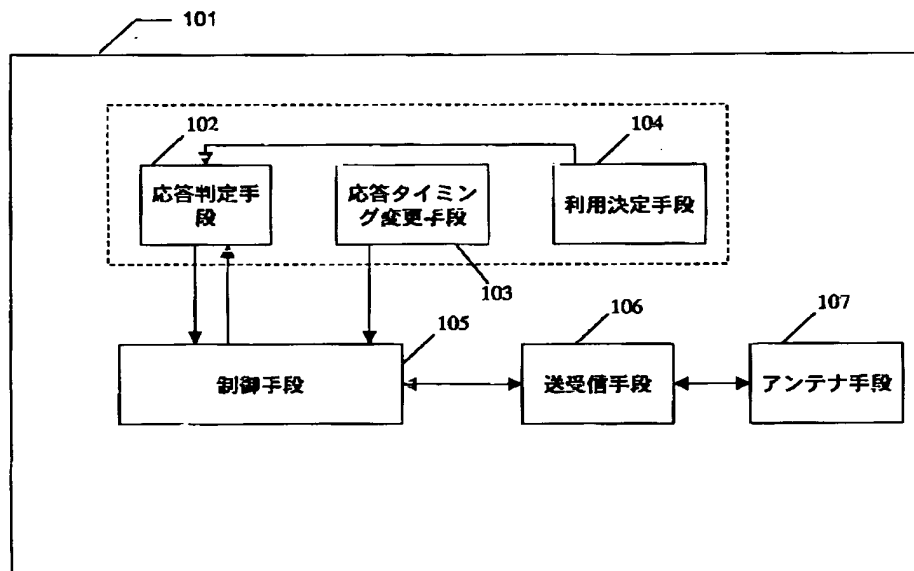 101
102
104
応答判定手
段
応答タイミン
グ変更手段
利用決定手段
103
105
106
107
制御手段
送受信手段
アンテナ手段